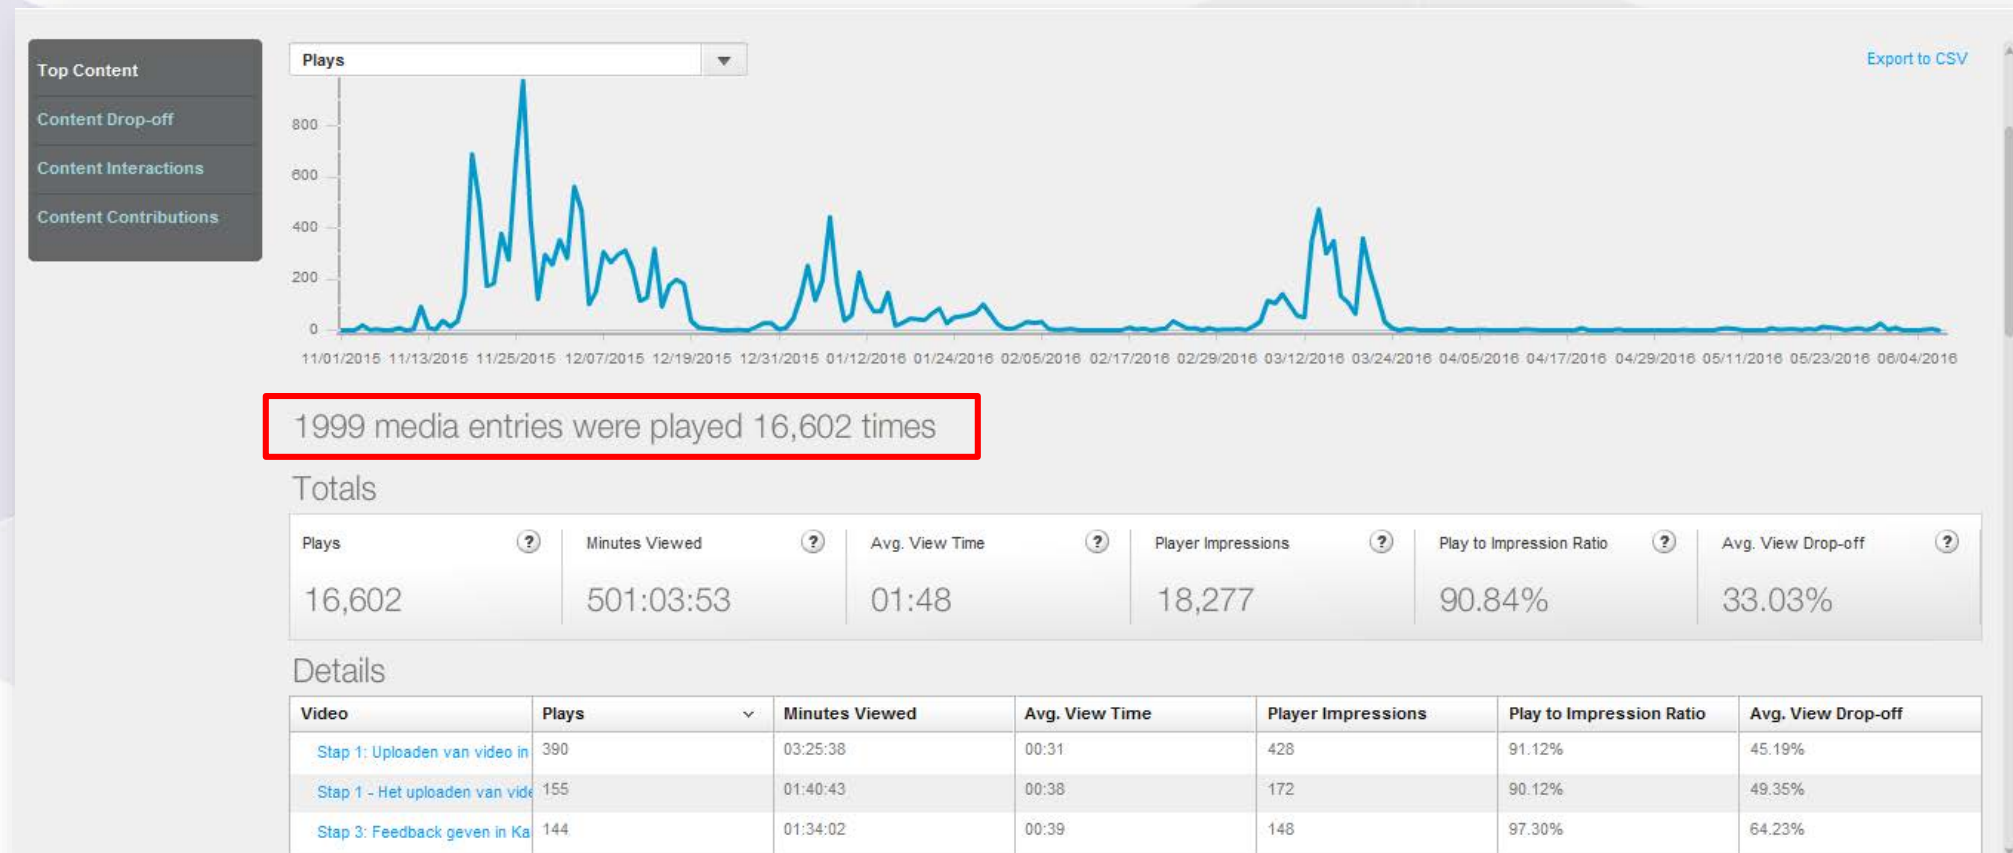 Top Content
Content Drop-off
Content Interactions
Content Contributions
Plays
Export to CSV
800
600
400
200
0
11/01/2015 11/13/2015 11/25/2015 12/07/2015 12/19/2015 12/31/2015 01/12/2016 01/24/2016 02/05/2016 02/17/2016 02/29/2016 03/12/2016 03/24/2016 04/05/2016 04/17/2016 04/29/2016 05/11/2016 05/23/2016 06/04/2016
1999 media entries were played 16,602 times
Totals
Plays ? Minutes Viewed ? Avg. View Time ? Player Impressions ? Play to Impression Ratio ? Avg. View Drop-off ?
16,602 501:03:53 01:48 18,277 90.84% 33.03%
Details
Video Plays Minutes Viewed Avg. View Time Player Impressions Play to Impression Ratio Avg. View Drop-off
Stap 1: Uploaden van video in 390 03:25:38 00:31 428 91.12% 45.19%
Stap 1 - Het uploaden van vide 155 01:40:43 00:38 172 90.12% 49.35%
Stap 3: Feedback geven in Ka 144 01:34:02 00:39 148 97.30% 64.23%